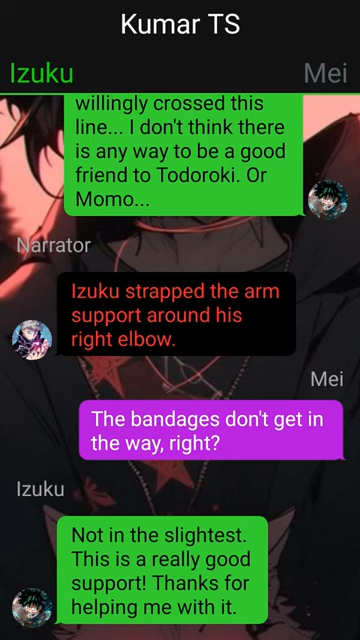 Kumar TS
Izuku
Mei
willingly crossed this
line... I don't think there
is any way to be a good
friend to Todoroki. Or
Momo...
Narrator
Izuku strapped the arm
support around his
right elbow.
Mei
The bandages don't get in
the way, right?
Izuku
Not in the slightest.
This is a really good
support! Thanks for
helping me with it.